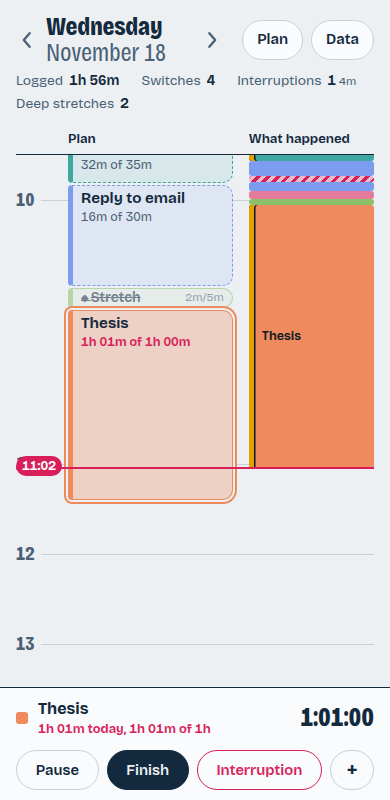 Wednesday
November 18
Plan
Data
Logged 1h 56m Switches 4 Interruptions 1 4m
Deep stretches 2
Plan
What happened
32m of 35m
10
Reply to email
16m of 30m
Stretch 2m/5m
Thesis
1h 01m of 1h 00m
Thesis
11:02
12
13
Thesis
1h 01m today, 1h 01m of 1h
1:01:00
Pause
Finish
Interruption
+